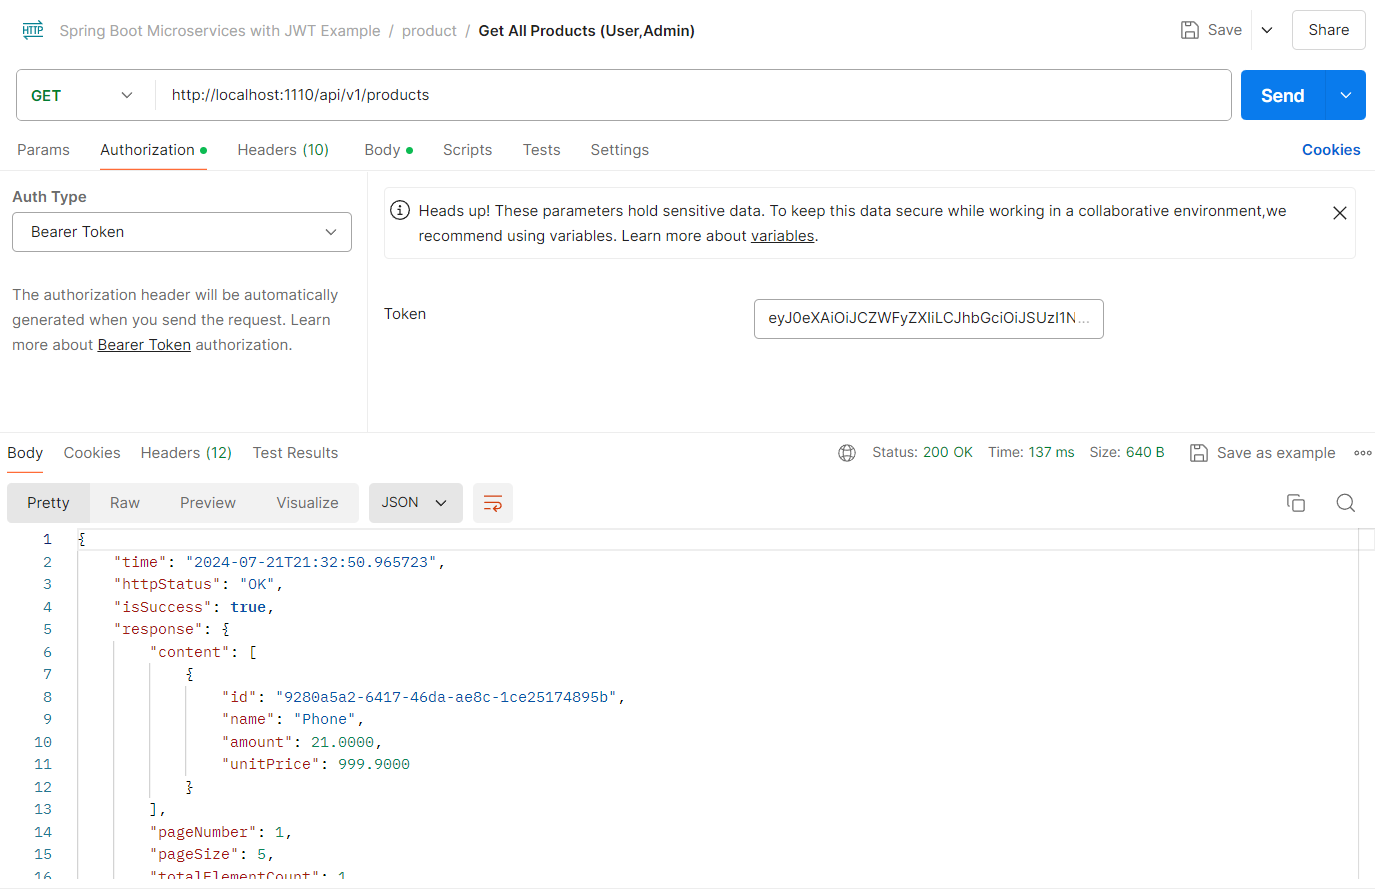 HTTP Spring Boot Microservices with JWT Example / product / Get All Products (User,Admin) Save Share
GET http://localhost:1110/api/v1/products Send
Params Authorization Headers (10) Body Scripts Tests Settings Cookies
Auth Type
Bearer Token
The authorization header will be automatically
generated when you send the request. Learn
more about Bearer Token authorization.
Heads up! These parameters hold sensitive data. To keep this data secure while working in a collaborative environment,we
recommend using variables. Learn more about variables.
Token eyJ0eXAiOiJCZWFyZXIiLCJhbGciOiJSUzI1N...
Body Cookies Headers (12) Test Results Status: 200 OK Time: 137 ms Size: 640 B Save as example
Pretty Raw Preview Visualize JSON
1 {
2 "time": "2024-07-21T21:32:50.965723",
3 "httpStatus": "OK",
4 "isSuccess": true,
5 "response": {
6 "content": [
7 {
8 "id": "9280a5a2-6417-46da-ae8c-1ce25174895b",
9 "name": "Phone",
10 "amount": 21.0000,
11 "unitPrice": 999.9000
12 }
13 ],
14 "pageNumber": 1,
15 "pageSize": 5,
16 "totalElementCount": 1